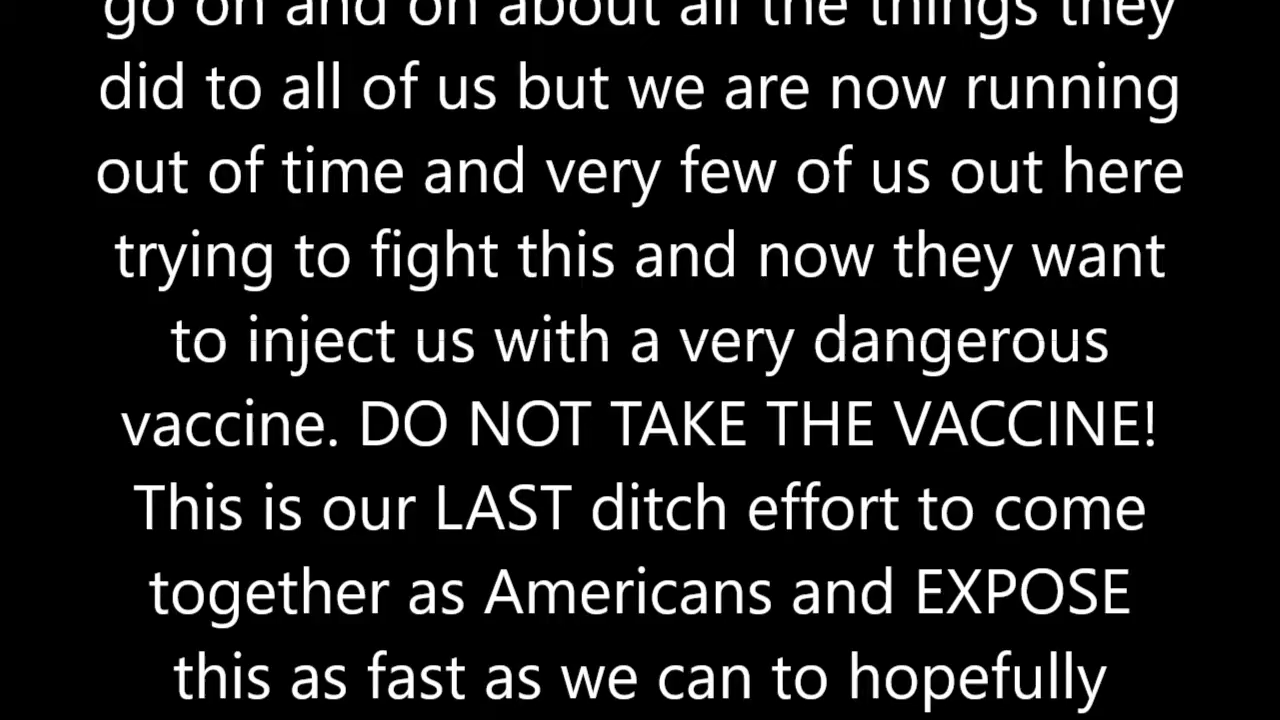 go on and on about all the things they
did to all of us but we are now running
out of time and very few of us out here
trying to fight this and now they want
to inject us with a very dangerous
vaccine. DO NOT TAKE THE VACCINE!
This is our LAST ditch effort to come
together as Americans and EXPOSE
this as fast as we can to hopefully